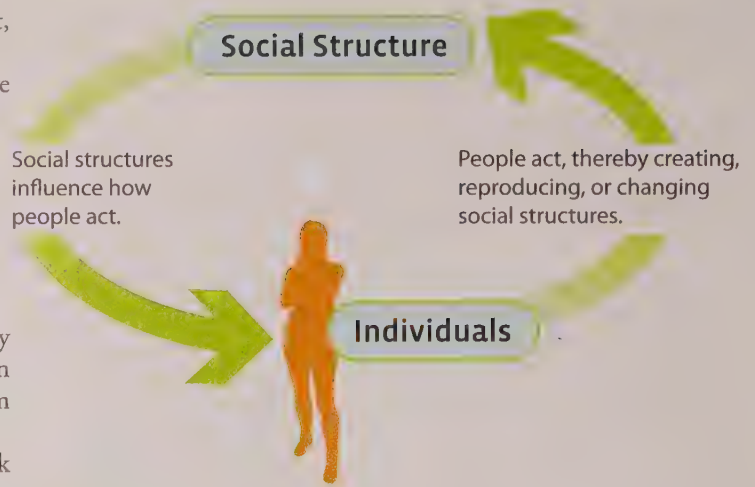 Social Structure
Social structures
influence how
people act.
People act, thereby creating,
reproducing, or changing
social structures.
Individuals